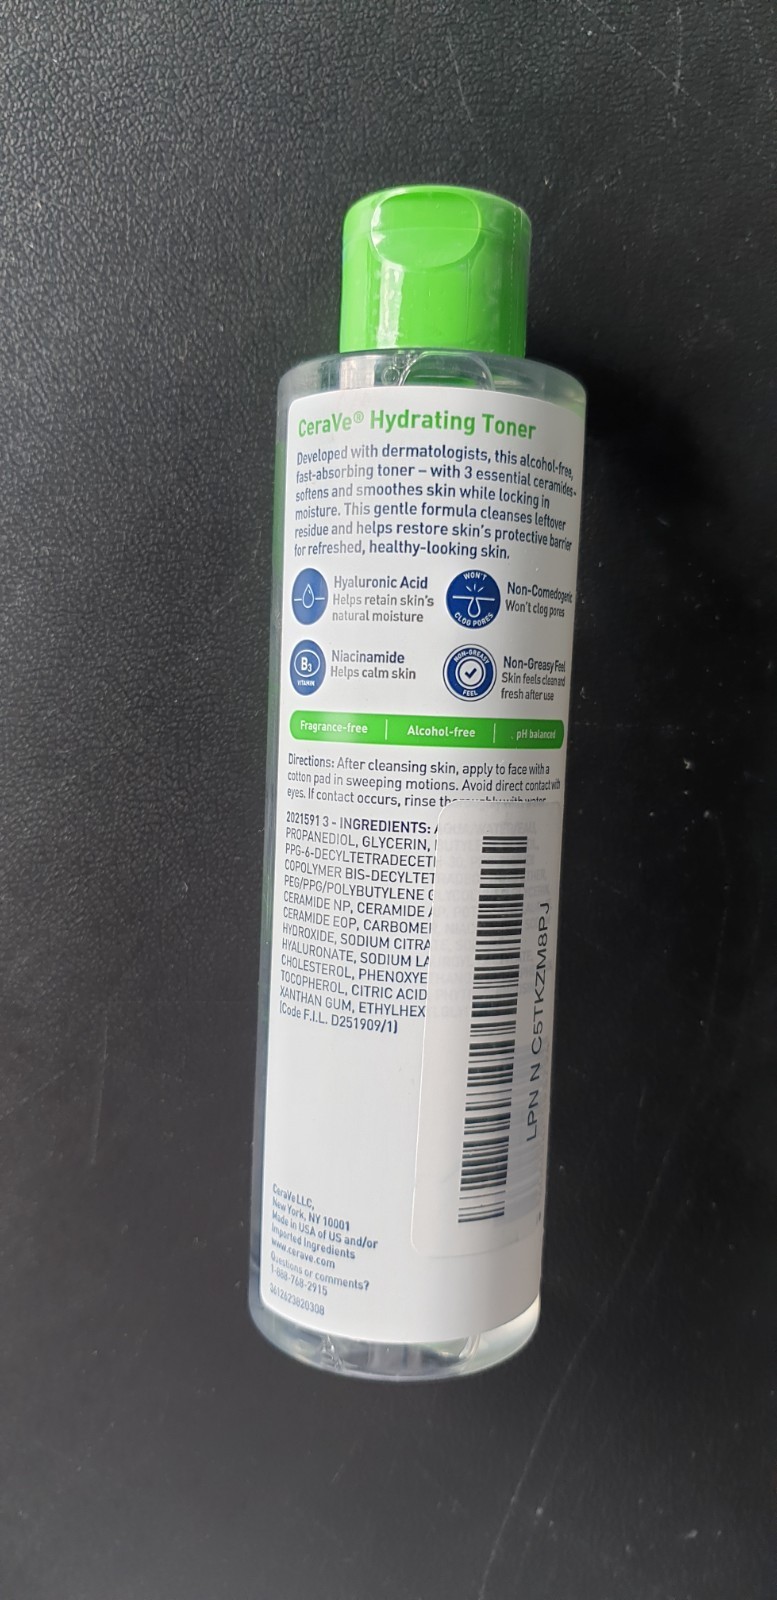 CeraVe® Hydrating Toner
Developed with dermatologists, this alcohol-free,
fast-absorbing toner – with 3 essential ceramides-
softens and smoothes skin while locking in
moisture. This gentle formula cleanses leftover
residue and helps restore skin's protective barrier
for refreshed, healthy-looking skin.
Hyaluronic Acid
Helps retain skin's
natural moisture
WON'T
CLOG PORES
Non-Comedogenic
Won't clog pores
B3
VITAMIN
Niacinamide
Helps calm skin
NON-GREASY
FEEL
Non-Greasy Feel
Skin feels clean and
fresh after use
Fragrance-free | Alcohol-free | pH balanced
Directions: After cleansing skin, apply to face with a
cotton pad in sweeping motions. Avoid direct contact with
eyes. If contact occurs, rinse thoroughly with water
2021591 3 - INGREDIENTS:
PROPANEDIOL, GLYCERIN,
PPG-6-DECYLTETRADECETH
COPOLYMER BIS-DECYLTET
PEG/PPG/POLYBUTYLENE G
CERAMIDE NP, CERAMIDE A
CERAMIDE EOP, CARBOME
HYDROXIDE, SODIUM CITRA
HYALURONATE, SODIUM LA
CHOLESTEROL, PHENOXYE
TOCOPHEROL, CITRIC ACID
XANTHAN GUM, ETHYLHEX
(Code F.I.L. D251909/1)
LPN N C5TKZM8PJ
CeraVe LLC,
New York, NY 10001
Made in USA of US and/or
Imported Ingredients
www.cerave.com
Questions or comments?
1-888-768-2915
3612623820308